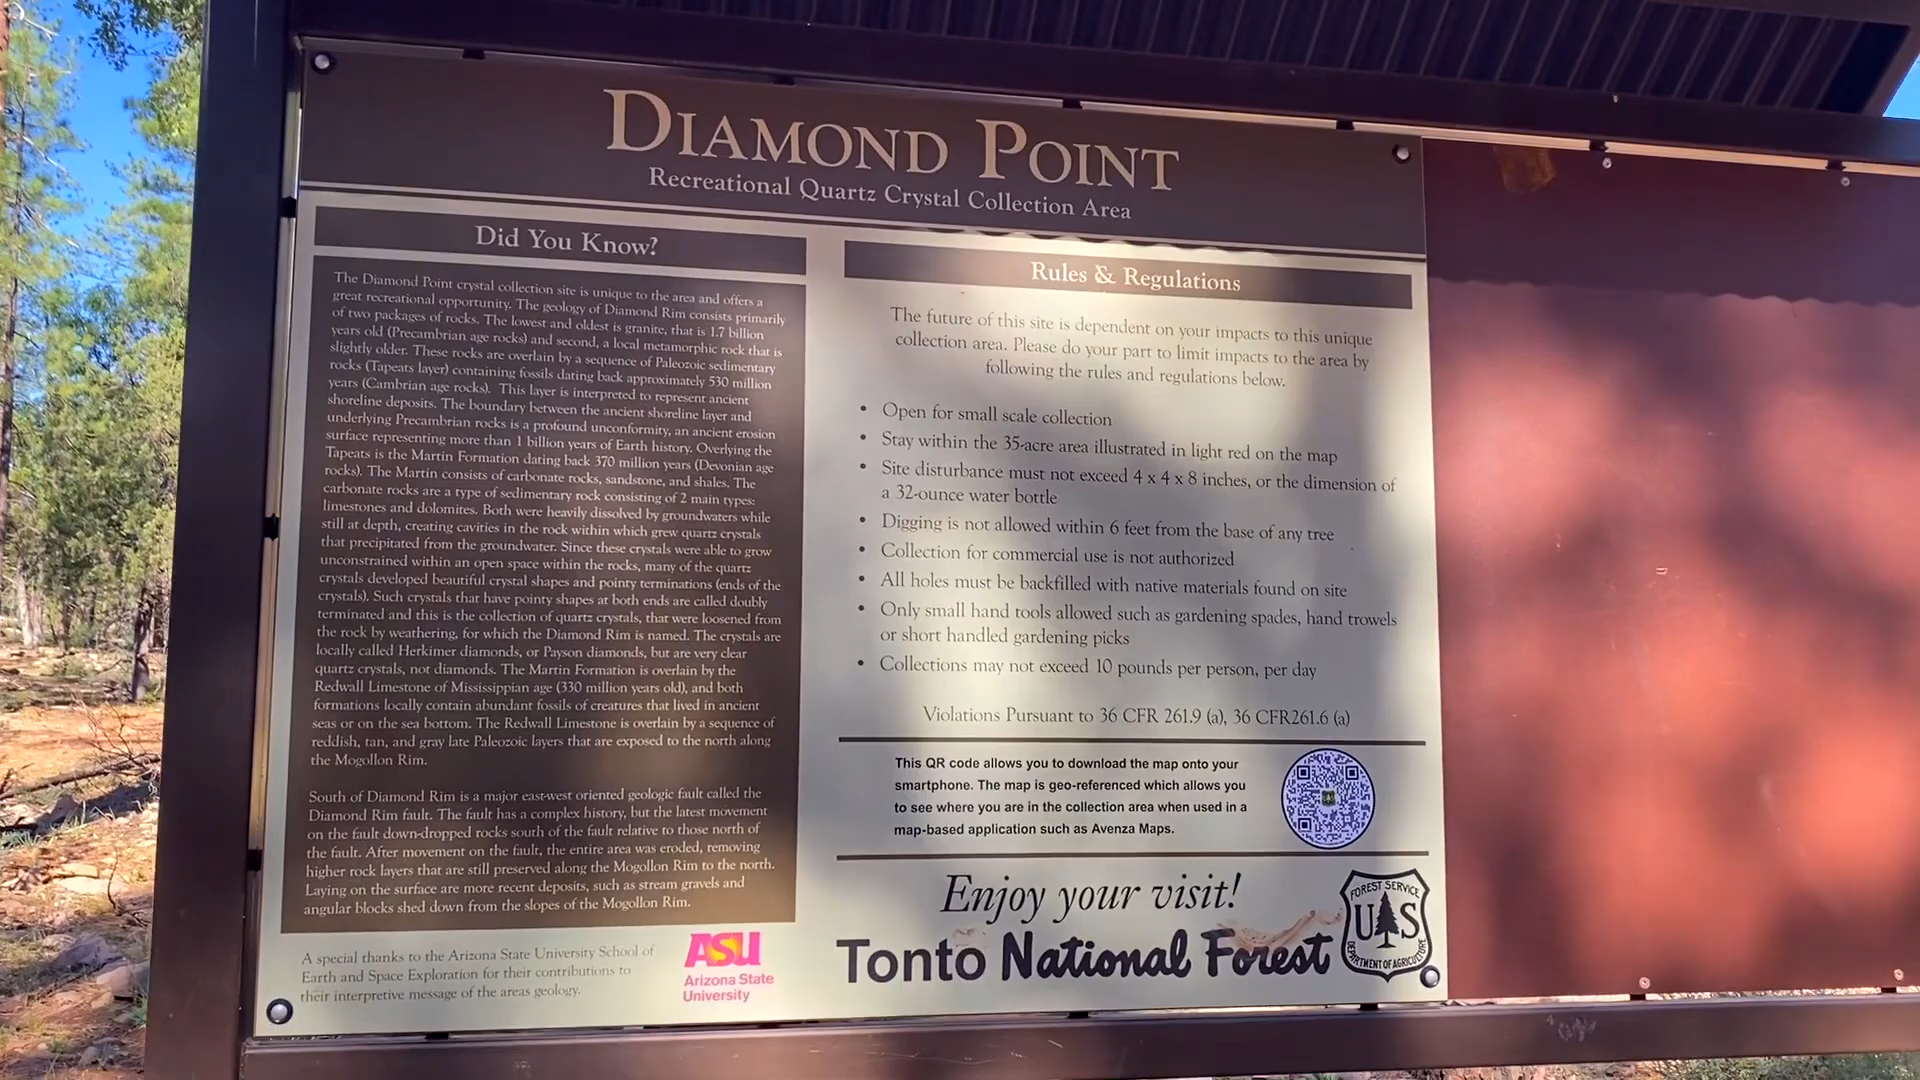 DIAMOND POINT
Recreational Quartz Crystal Collection Area
Did You Know?
The Diamond Point crystal collection site is unique to the area and offers a
great recreational opportunity. The geology of Diamond Rim consists primarily
of two packages of rocks. The lowest and oldest is granite, that is 1.7 billion
years old (Precambrian age rocks) and second, a local metamorphic rock that is
slightly older. These rocks are overlain by a sequence of Paleozoic sedimentary
rocks (Tapeats layer) containing fossils dating back approximately 530 million
years (Cambrian age rocks). This layer is interpreted to represent ancient
shoreline deposits. The boundary between the ancient shoreline layer and
underlying Precambrian rocks is a profound unconformity, an ancient erosion
surface representing more than 1 billion years of Earth history. Overlying the
Tapeats is the Martin Formation dating back 370 million years (Devonian age
rocks). The Martin consists of carbonate rocks, sandstone, and shales. The
carbonate rocks are a type of sedimentary rock consisting of 2 main types:
limestones and dolomites. Both were heavily dissolved by groundwaters while
still at depth, creating cavities in the rock within which grew quartz crystals
that precipitated from the groundwater. Since these crystals were able to grow
unconstrained within an open space within the rocks, many of the quartz
crystals developed beautiful crystal shapes and pointy terminations (ends of the
crystals). Such crystals that have pointy shapes at both ends are called doubly
terminated and this is the collection of quartz crystals, that were loosened from
the rock by weathering, for which the Diamond Rim is named. The crystals are
locally called Herkimer diamonds, or Payson diamonds, but are very clear
quartz crystals, not diamonds. The Martin Formation is overlain by the
Redwall Limestone of Mississippian age (330 million years old), and both
formations locally contain abundant fossils of creatures that lived in ancient
seas or on the sea bottom. The Redwall Limestone is overlain by a sequence of
reddish, tan, and gray late Paleozoic layers that are exposed to the north along
the Mogollon Rim.
South of Diamond Rim is a major east-west oriented geologic fault called the
Diamond Rim fault. The fault has a complex history, but the latest movement
on the fault down-dropped rocks south of the fault relative to those north of
the fault. After movement on the fault, the entire area was eroded, removing
higher rock layers that are still preserved along the Mogollon Rim to the north.
Laying on the surface are more recent deposits, such as stream gravels and
angular blocks shed down from the slopes of the Mogollon Rim.
A special thanks to the Arizona State University School of
Earth and Space Exploration for their contributions to
their interpretive message of the areas geology.
ASU
Arizona State
University
Rules & Regulations
The future of this site is dependent on your impacts to this unique
collection area. Please do your part to limit impacts to the area by
following the rules and regulations below.
• Open for small scale collection
• Stay within the 35-acre area illustrated in light red on the map
• Site disturbance must not exceed 4 x 4 x 8 inches, or the dimension of
a 32-ounce water bottle
• Digging is not allowed within 6 feet from the base of any tree
• Collection for commercial use is not authorized
• All holes must be backfilled with native materials found on site
• Only small hand tools allowed such as gardening spades, hand trowels
or short handled gardening picks
• Collections may not exceed 10 pounds per person, per day
Violations Pursuant to 36 CFR 261.9 (a), 36 CFR261.6 (a)
This QR code allows you to download the map onto your
smartphone. The map is geo-referenced which allows you
to see where you are in the collection area when used in a
map-based application such as Avenza Maps.
Enjoy your visit!
Tonto National Forest
FOREST SERVICE
U S
DEPARTMENT OF AGRICULTURE